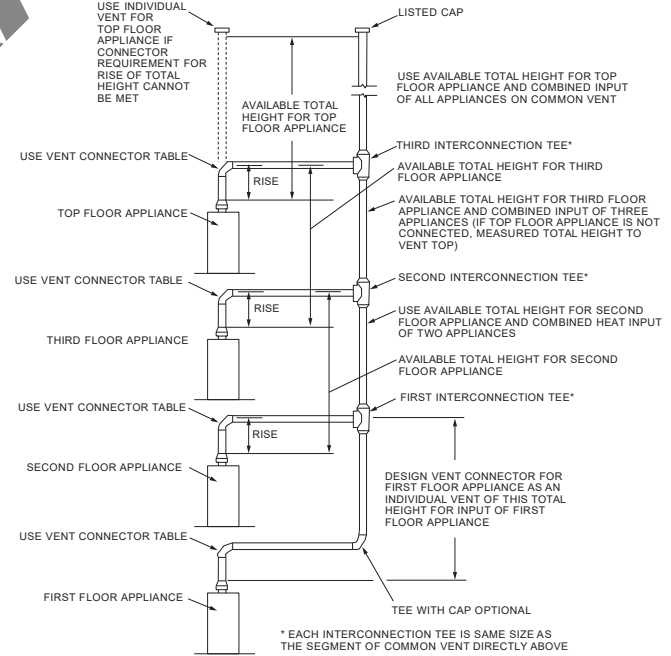 USE INDIVIDUAL
VENT FOR
TOP FLOOR
APPLIANCE IF
CONNECTOR
REQUIREMENT FOR
RISE OF TOTAL
HEIGHT CANNOT
BE MET
LISTED CAP
USE AVAILABLE TOTAL HEIGHT FOR TOP
FLOOR APPLIANCE AND COMBINED INPUT
OF ALL APPLIANCES ON COMMON VENT
AVAILABLE TOTAL
HEIGHT FOR TOP
FLOOR APPLIANCE
THIRD INTERCONNECTION TEE*
USE VENT CONNECTOR TABLE
AVAILABLE TOTAL HEIGHT FOR THIRD
FLOOR APPLIANCE
RISE
AVAILABLE TOTAL HEIGHT FOR THIRD FLOOR
APPLIANCE AND COMBINED INPUT OF THREE
APPLIANCES (IF TOP FLOOR APPLIANCE IS NOT
CONNECTED, MEASURED TOTAL HEIGHT TO
VENT TOP)
TOP FLOOR APPLIANCE
USE VENT CONNECTOR TABLE
SECOND INTERCONNECTION TEE*
RISE
USE AVAILABLE TOTAL HEIGHT FOR SECOND
FLOOR APPLIANCE AND COMBINED HEAT INPUT
OF TWO APPLIANCES
THIRD FLOOR APPLIANCE
AVAILABLE TOTAL HEIGHT FOR SECOND
FLOOR APPLIANCE
USE VENT CONNECTOR TABLE
FIRST INTERCONNECTION TEE*
RISE
SECOND FLOOR APPLIANCE
DESIGN VENT CONNECTOR FOR
FIRST FLOOR APPLIANCE AS AN
INDIVIDUAL VENT OF THIS TOTAL
HEIGHT FOR INPUT OF FIRST
FLOOR APPLIANCE
USE VENT CONNECTOR TABLE
FIRST FLOOR APPLIANCE
TEE WITH CAP OPTIONAL
* EACH INTERCONNECTION TEE IS SAME SIZE AS
THE SEGMENT OF COMMON VENT DIRECTLY ABOVE